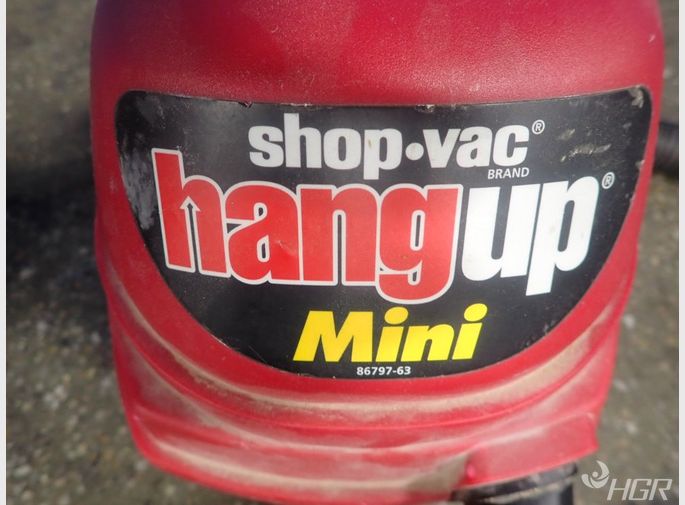 shop•vac®
BRAND
hangup®
Mini
86797-63
HGR